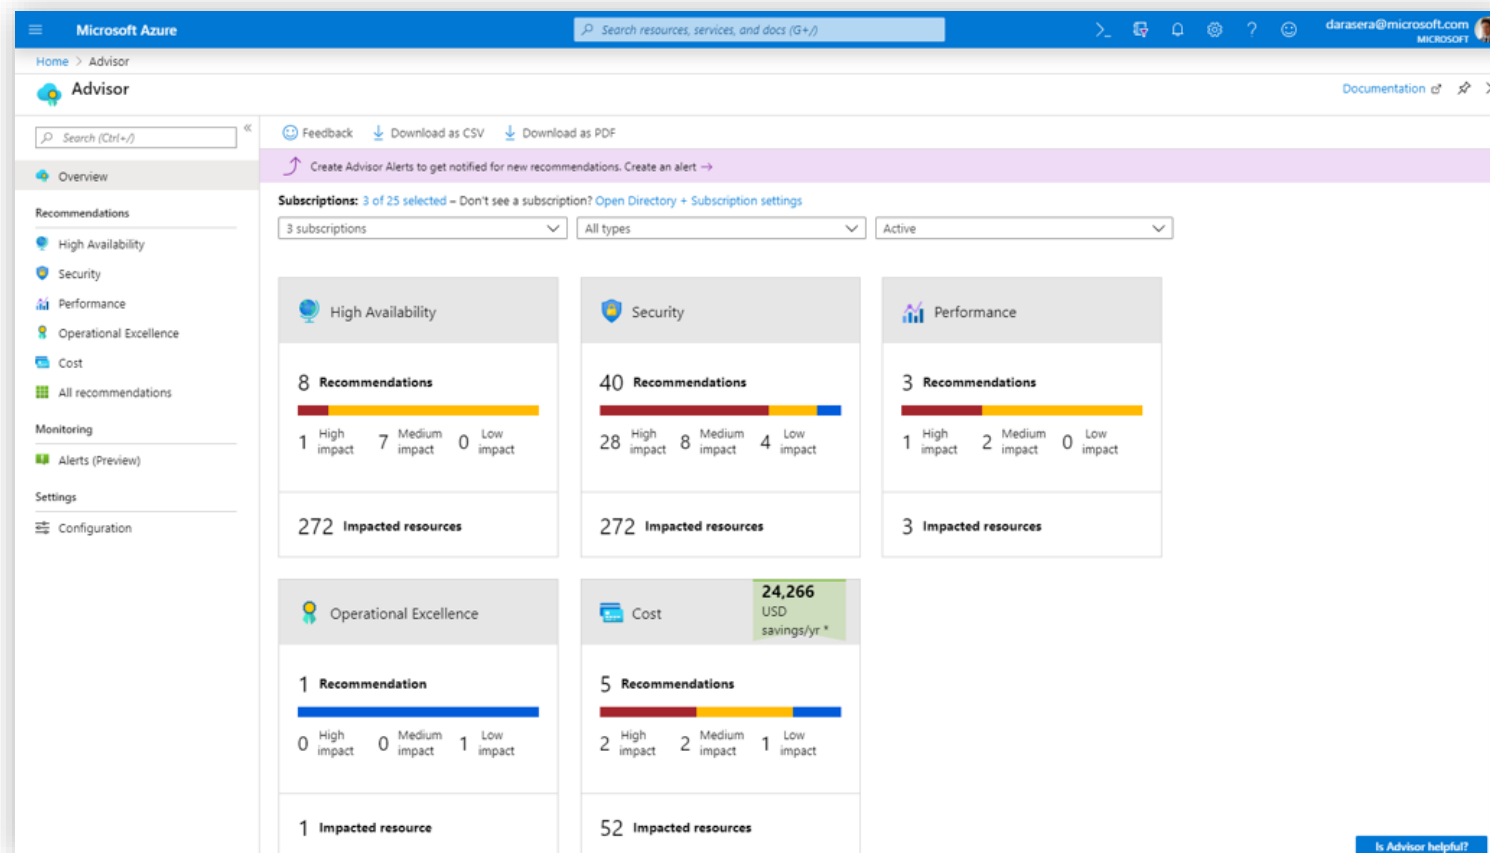 Microsoft Azure
Search resources, services, and docs (G+/)
darasera@microsoft.com
MICROSOFT
Home > Advisor
Advisor
Documentation
Search (Ctrl+/)
Overview
Recommendations
High Availability
Security
Performance
Operational Excellence
Cost
All recommendations
Monitoring
Alerts (Preview)
Settings
Configuration
Feedback
Download as CSV
Download as PDF
Create Advisor Alerts to get notified for new recommendations. Create an alert →
Subscriptions: 3 of 25 selected – Don't see a subscription? Open Directory + Subscription settings
3 subscriptions
All types
Active
High Availability
8 Recommendations
1 High impact
7 Medium impact
0 Low impact
272 Impacted resources
Security
40 Recommendations
28 High impact
8 Medium impact
4 Low impact
272 Impacted resources
Performance
3 Recommendations
1 High impact
2 Medium impact
0 Low impact
3 Impacted resources
Operational Excellence
1 Recommendation
0 High impact
0 Medium impact
1 Low impact
1 Impacted resource
Cost
24,266
USD
savings/yr *
5 Recommendations
2 High impact
2 Medium impact
1 Low impact
52 Impacted resources
Is Advisor helpful?